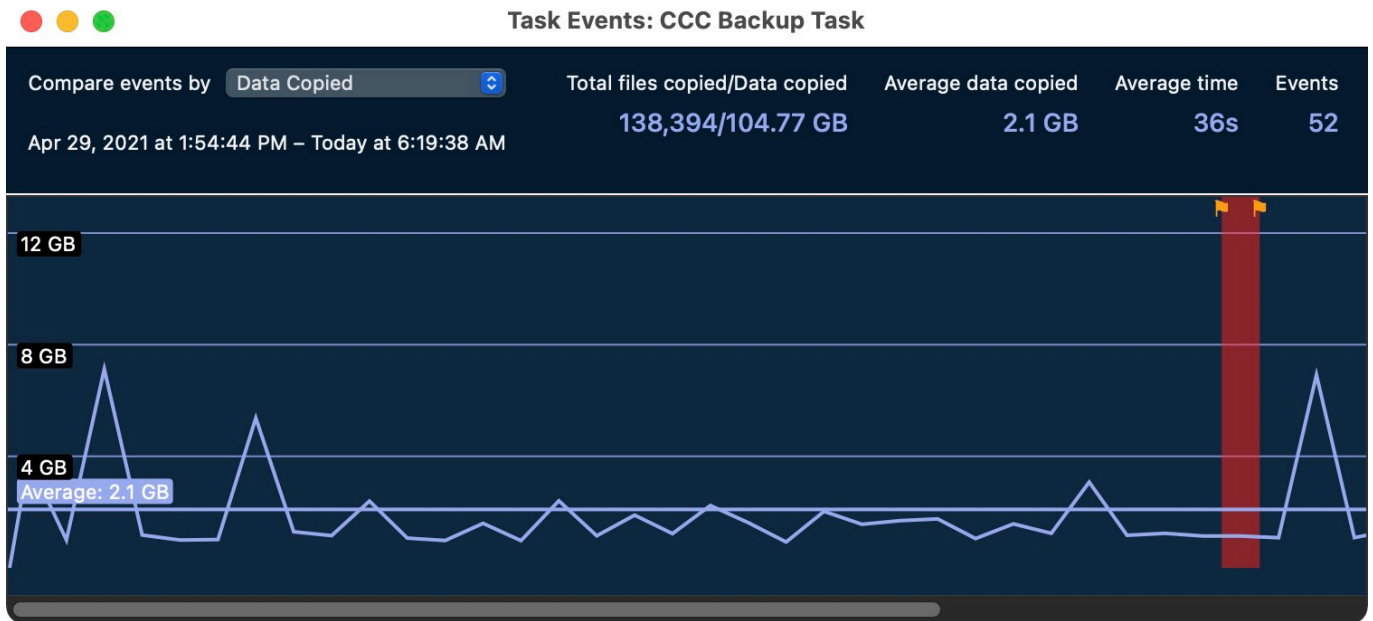 Task Events: CCC Backup Task
Compare events by Data Copied
Total files copied/Data copied Average data copied Average time Events
138,394/104.77 GB 2.1 GB 36s 52
Apr 29, 2021 at 1:54:44 PM – Today at 6:19:38 AM
12 GB
8 GB
4 GB
Average: 2.1 GB